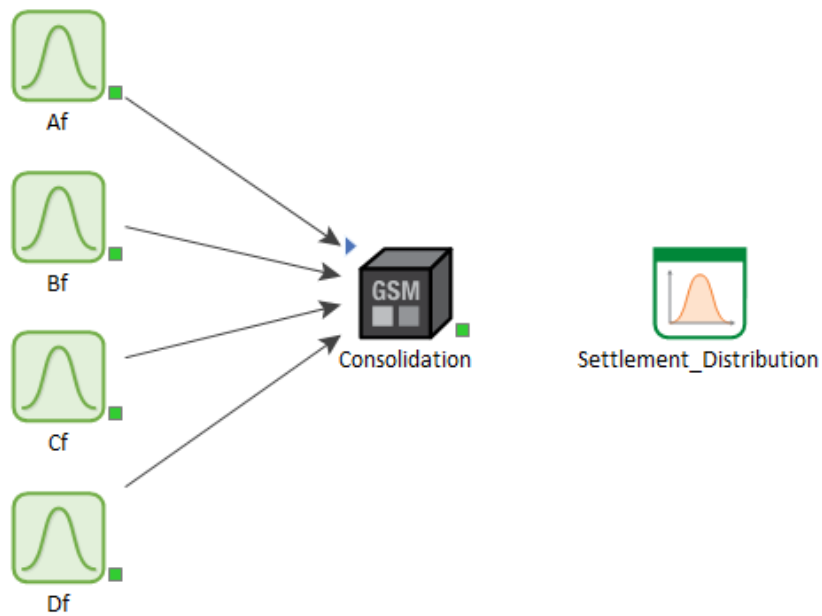 Af
Bf
GSM
Consolidation
Settlement_Distribution
Cf
Df